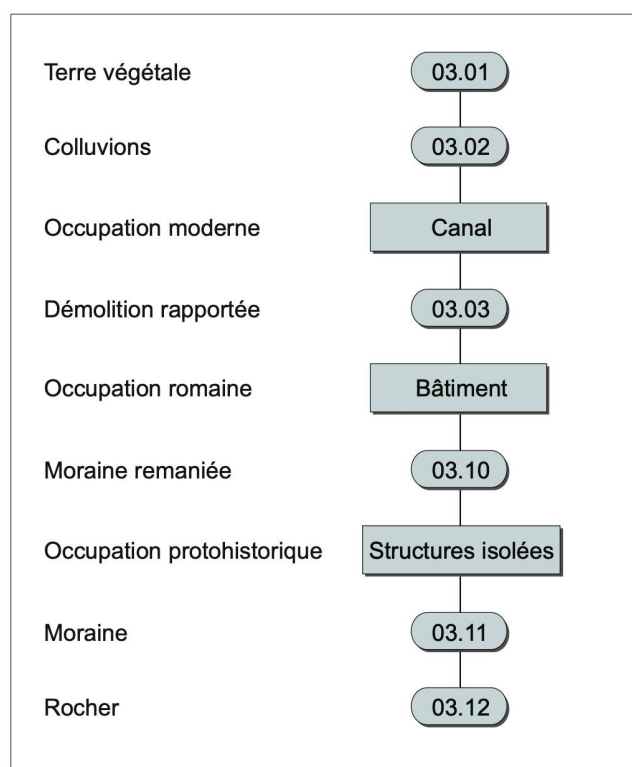 Terre végétale 03.01
Colluvions 03.02
Occupation moderne Canal
Démolition rapportée 03.03
Occupation romaine Bâtiment
Moraine remaniée 03.10
Occupation protohistorique Structures isolées
Moraine 03.11
Rocher 03.12